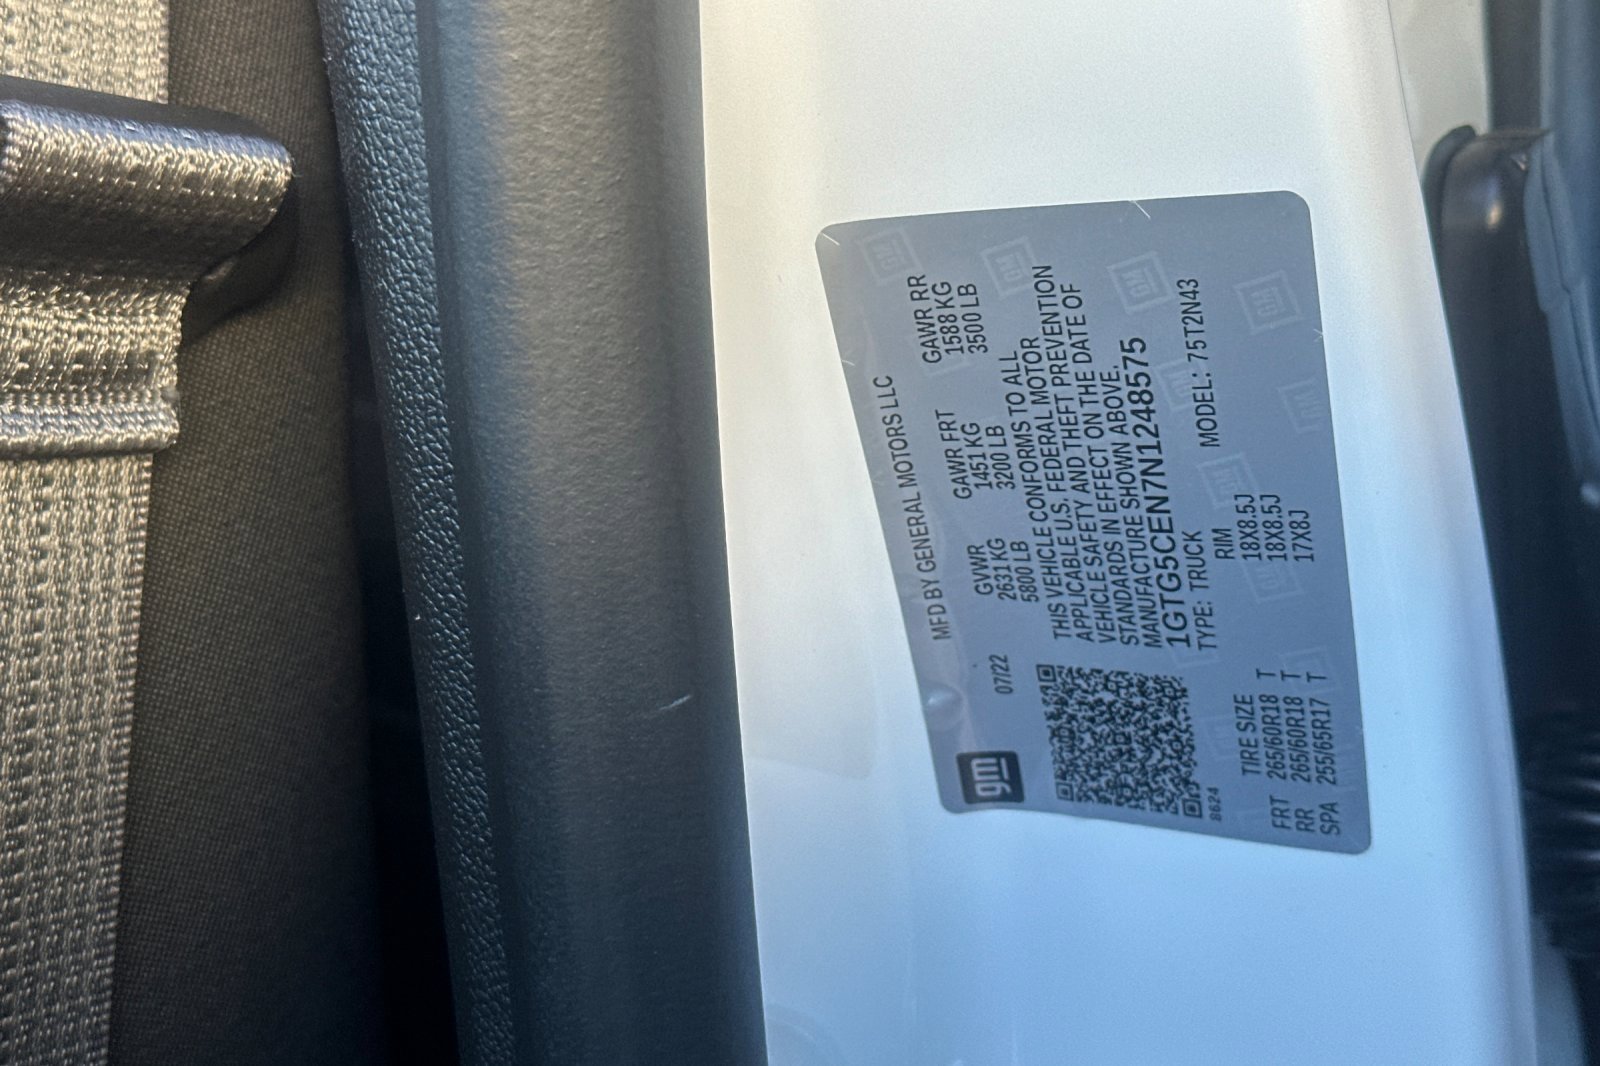 MFD BY GENERAL MOTORS LLC
gm
07/22
GVWR GAWR FRT GAWR RR
2631 KG 1451 KG 1588 KG
5800 LB 3200 LB 3500 LB
THIS VEHICLE CONFORMS TO ALL
APPLICABLE U.S. FEDERAL MOTOR
VEHICLE SAFETY AND THEFT PREVENTION
STANDARDS IN EFFECT ON THE DATE OF
MANUFACTURE SHOWN ABOVE.
1GTG5CEN7N1248575
TYPE: TRUCK MODEL: 75T2N43
8624
TIRE SIZE RIM
FRT 265/60R18 T 18X8.5J
RR 265/60R18 T 18X8.5J
SPA 255/65R17 T 17X8J